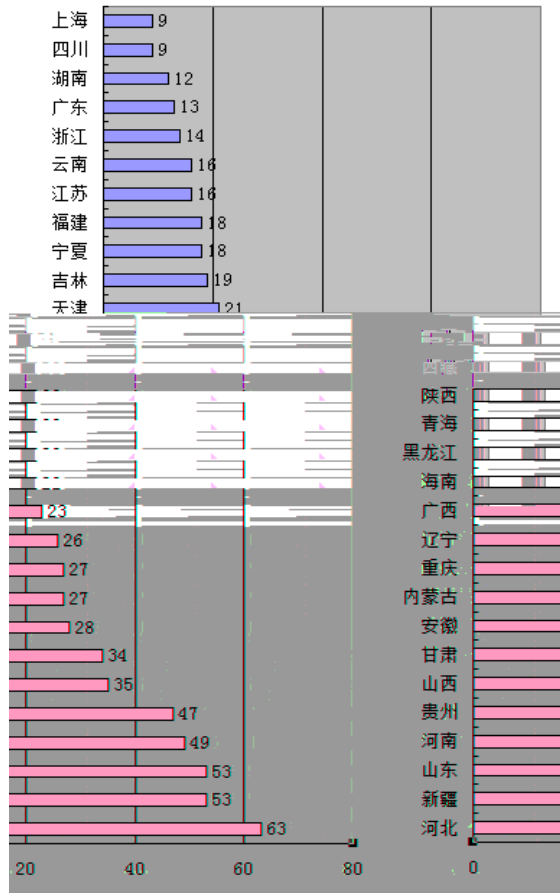 上海 9
四川 9
湖南 12
广东 13
浙江 14
云南 16
江苏 16
福建 18
宁夏 18
吉林 19
天津 21
西藏
陕西
青海
黑龙江
海南
23 广西
26 辽宁
27 重庆
27 内蒙古
28 安徽
34 甘肃
35 山西
47 贵州
49 河南
53 山东
53 新疆
63 河北
20 40 60 80 0